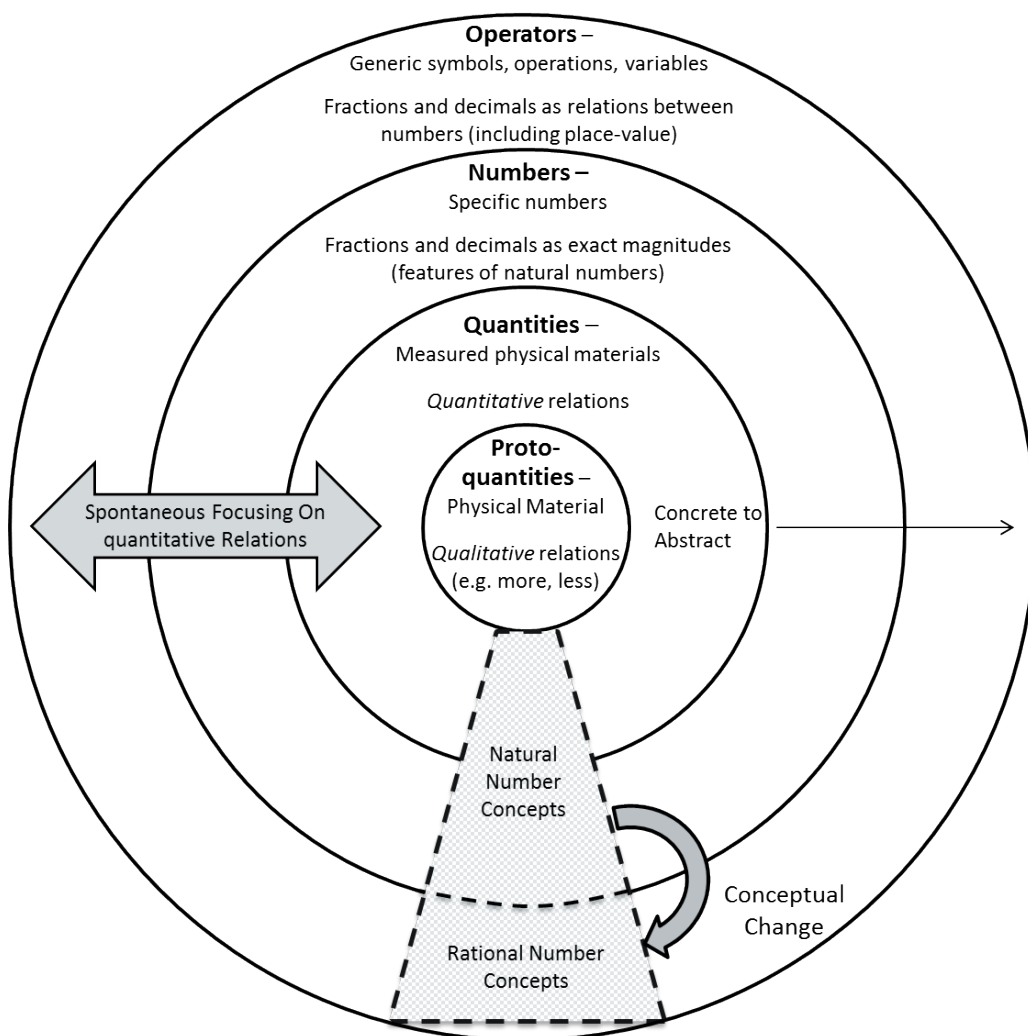 Operators –
Generic symbols, operations, variables
Fractions and decimals as relations between
numbers (including place-value)
Numbers –
Specific numbers
Fractions and decimals as exact magnitudes
(features of natural numbers)
Quantities –
Measured physical materials
Quantitative relations
Proto-
quantities –
Physical Material
Qualitative relations
(e.g. more, less)
Spontaneous Focusing On
quantitative Relations
Concrete to
Abstract
Natural
Number
Concepts
Conceptual
Change
Rational Number
Concepts